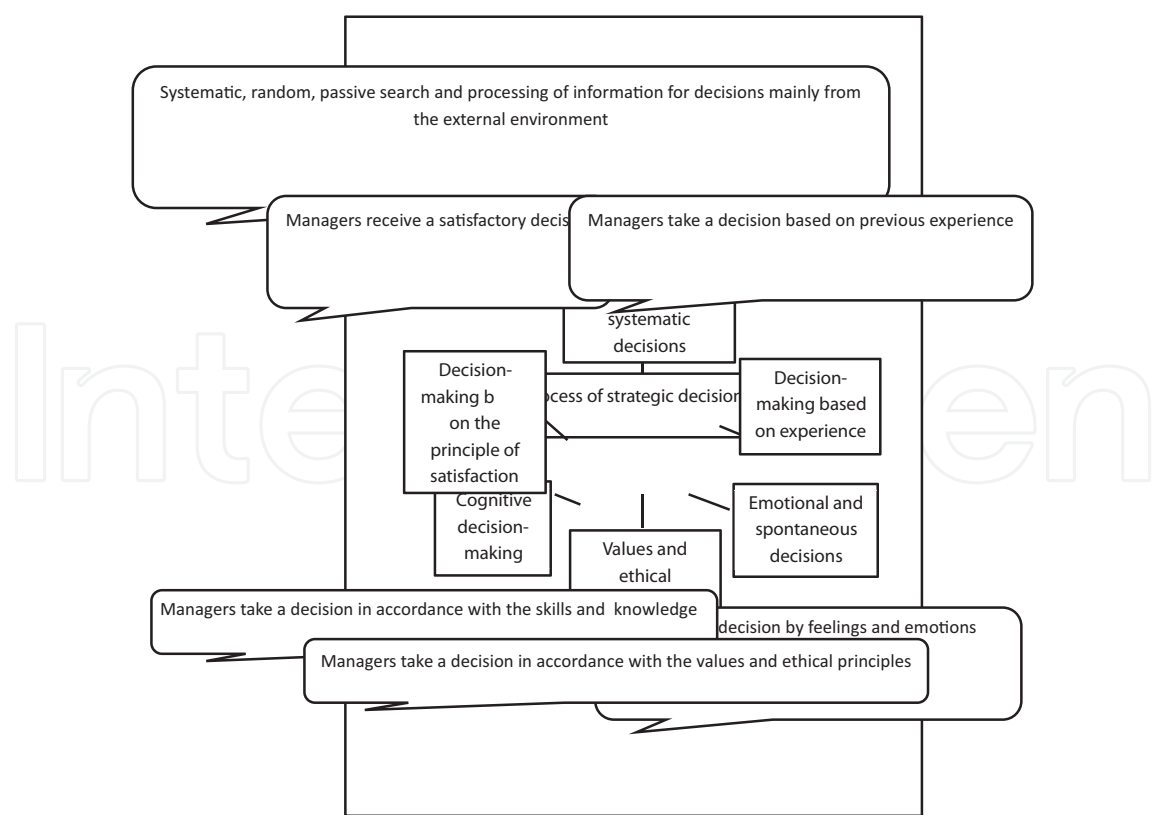 Systematic, random, passive search and processing of information for decisions mainly from
the external environment
Managers receive a satisfactory decis
Managers take a decision based on previous experience
systematic
decisions
Decision-
making b
on the
principle of
satisfaction
ocess of strategic decision
Decision-
making based
on experience
Cognitive
decision-
making
Emotional and
spontaneous
decisions
Values and
ethical
Managers take a decision in accordance with the skills and knowledge
decision by feelings and emotions
Managers take a decision in accordance with the values and ethical principles